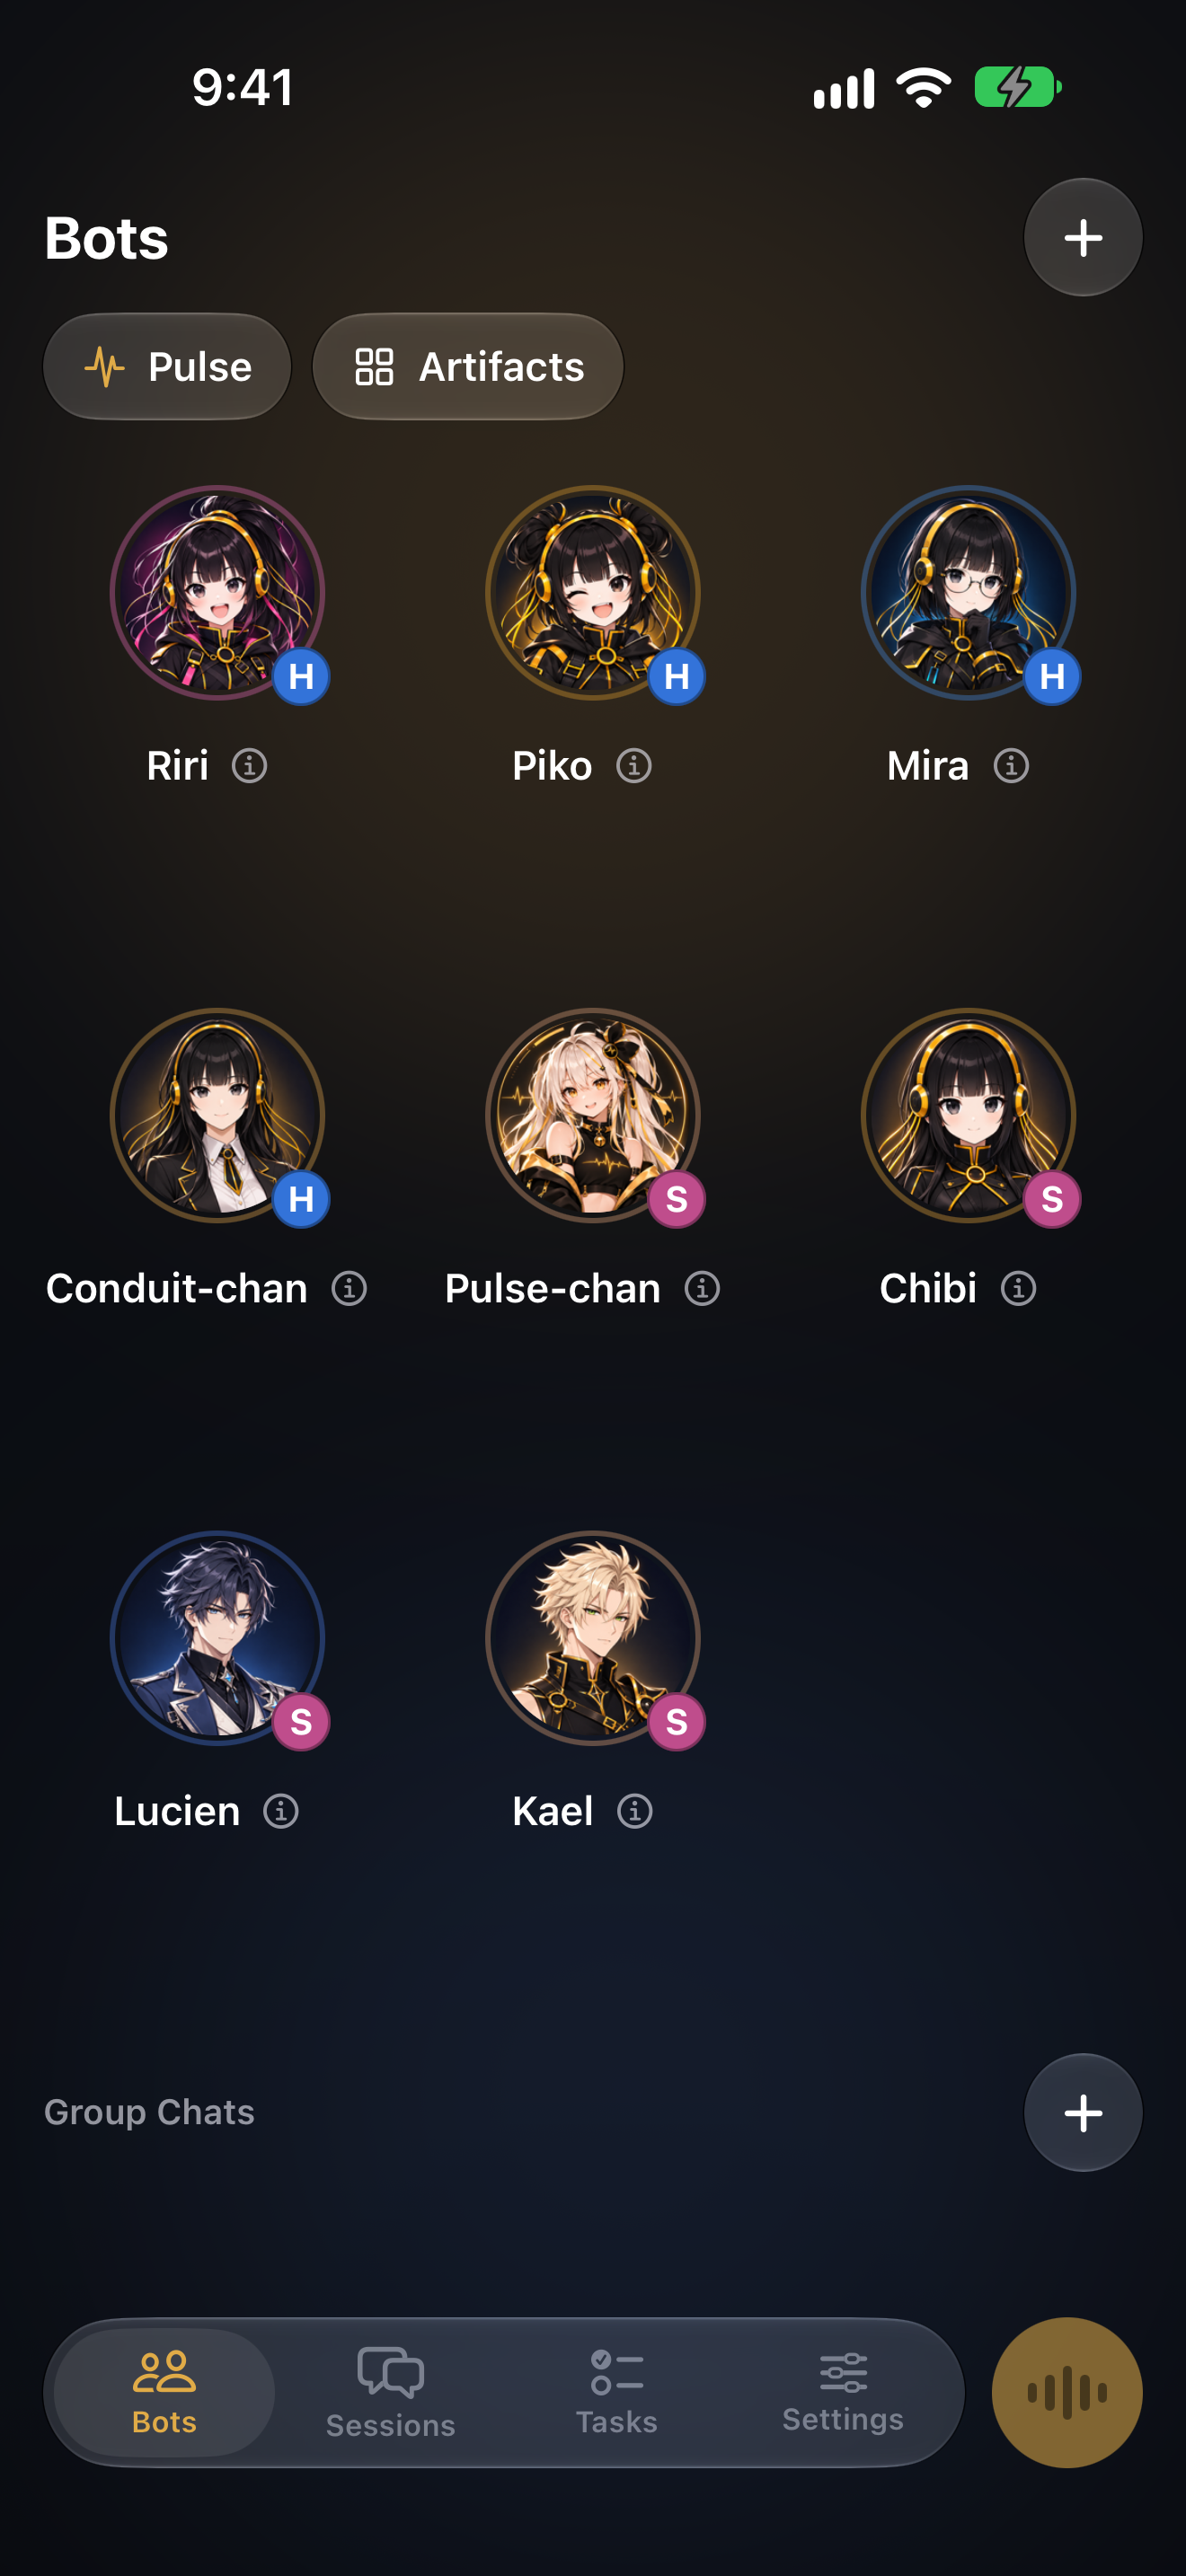 9:41
Bots
Pulse
Artifacts
H
H
H
Riri
Piko
Mira
H
S
S
Conduit-chan
Pulse-chan
Chibi
S
S
Lucien
Kael
Group Chats
Bots
Sessions
Tasks
Settings